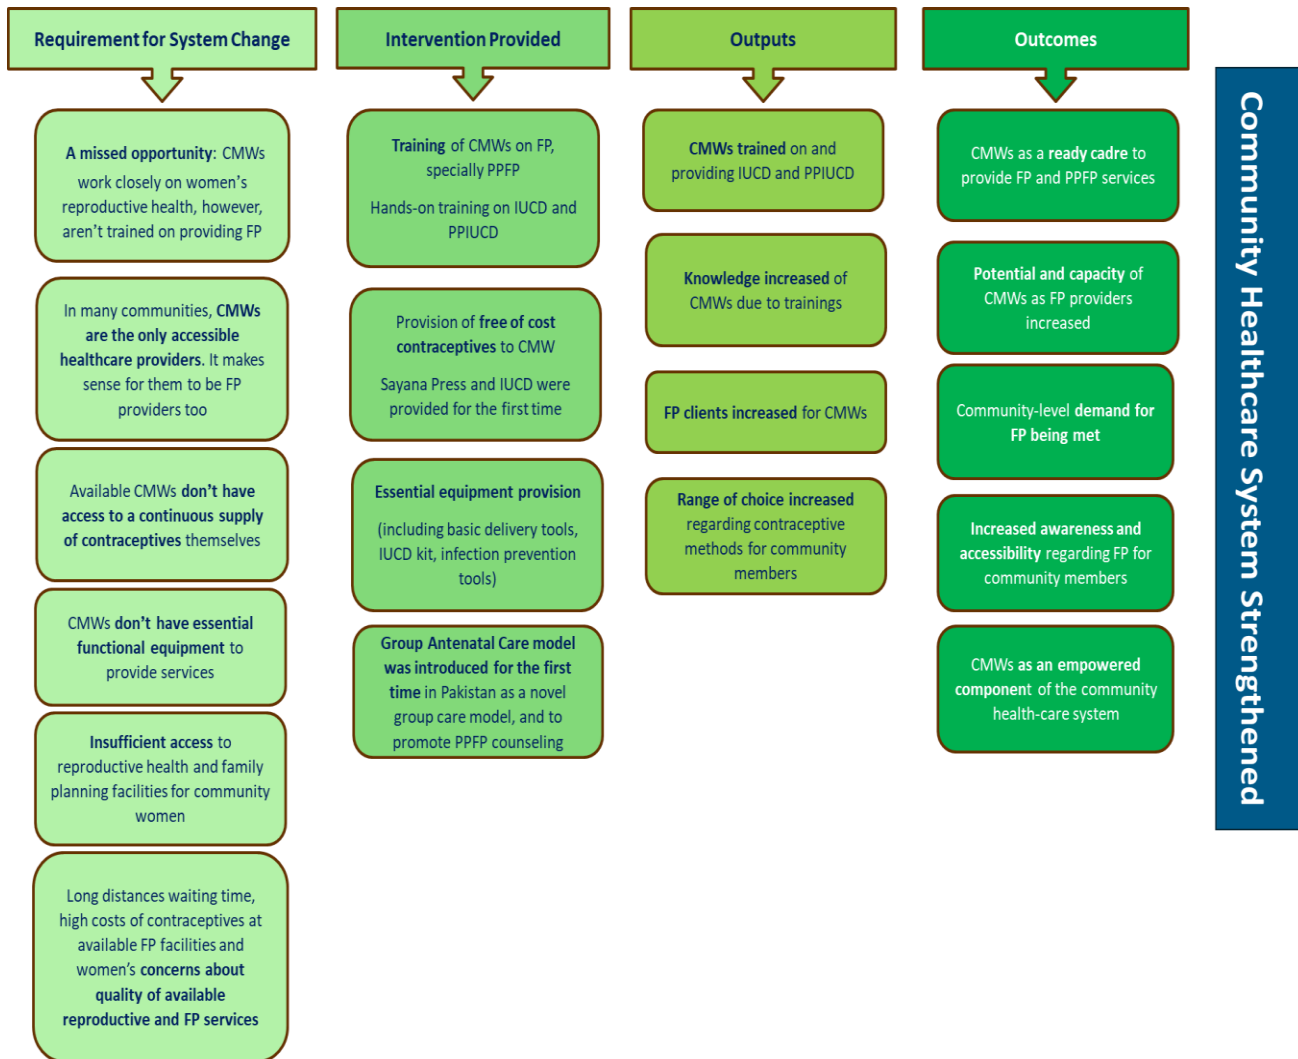 Requirement for System Change
A missed opportunity: CMWs
work closely on women's
reproductive health, however,
aren't trained on providing FP
In many communities, CMWs
are the only accessible
healthcare providers. It makes
sense for them to be FP
providers too
Available CMWs don't have
access to a continuous supply
of contraceptives themselves
CMWs don't have essential
functional equipment to
provide services
Insufficient access to
reproductive health and family
planning facilities for community
women
Long distances waiting time,
high costs of contraceptives at
available FP facilities and
women's concerns about
quality of available
reproductive and FP services
Intervention Provided
Training of CMWs on FP,
specially PPFP
Hands-on training on IUCD and
PPIUCD
Provision of free of cost
contraceptives to CMW
Sayana Press and IUCD were
provided for the first time
Essential equipment provision
(including basic delivery tools,
IUCD kit, infection prevention
tools)
Group Antenatal Care model
was introduced for the first
time in Pakistan as a novel
group care model, and to
promote PPFP counseling
Outputs
CMWs trained on and
providing IUCD and PPIUCD
Knowledge increased of
CMWs due to trainings
FP clients increased for CMWs
Range of choice increased
regarding contraceptive
methods for community
members
Outcomes
CMWs as a ready cadre to
provide FP and PPFP services
Potential and capacity of
CMWs as FP providers
increased
Community-level demand for
FP being met
Increased awareness and
accessibility regarding FP for
community members
CMWs as an empowered
component of the community
health-care system
Community Healthcare System Strengthened